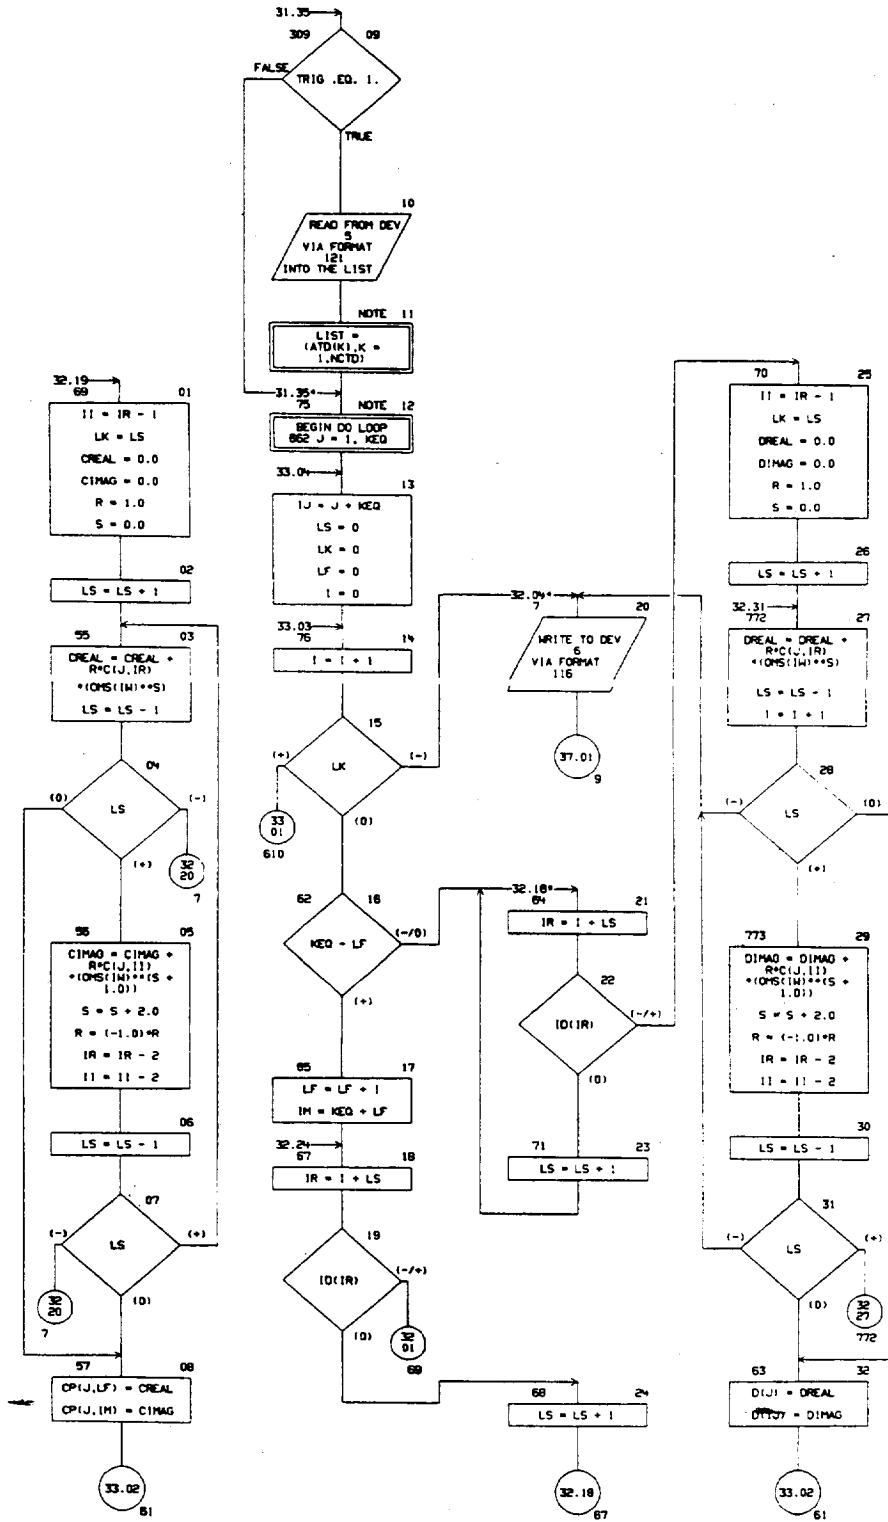 31.35
309 09
TRIG .EQ. 1.
FALSE
TRUE
10
READ FROM DEV
5
VIA FORMAT
121
INTO THE LIST
NOTE 11
LIST =
(ATD(K),K =
1,NCTD)
31.35*
75 NOTE 12
BEGIN DO LOOP
862 J = 1, KEQ
33.04
13
IJ = J + KEQ
LS = 0
LK = 0
LF = 0
I = 0
33.03
76 14
I = I + 1
15
(+) LK (-)
(0)
33
01
610
62 16
KEQ - LF
(-/0)
(+)
65 17
LF = LF + 1
IM = KEQ + LF
32.24
67 18
IR = I + LS
19
ID(IR)
(-/+)
(0)
32
01
69
32.19
69 01
II = IR - 1
LK = LS
CREAL = 0.0
CIMAG = 0.0
R = 1.0
S = 0.0
02
LS = LS + 1
55 03
CREAL = CREAL +
R*C(J,IR)
*(OMS(IW)**S)
LS = LS - 1
04
(0) LS (-)
(+)
32
20
7
56 05
CIMAG = CIMAG +
R*C(J,II)
*(OMS(IW)**(S +
1.0))
S = S + 2.0
R = (-1.0)*R
IR = IR - 2
II = II - 2
06
LS = LS - 1
07
(-) LS (+)
(0)
32
20
7
57 08
CP(J,LF) = CREAL
CP(J,IM) = CIMAG
33.02
61
32.04*
7 20
WRITE TO DEV
6
VIA FORMAT
116
37.01
9
32.16*
64 21
IR = I + LS
22
ID(IR)
(-/+)
(0)
71 23
LS = LS + 1
68 24
LS = LS + 1
32.18
67
70 25
II = IR - 1
LK = LS
DREAL = 0.0
DIMAG = 0.0
R = 1.0
S = 0.0
26
LS = LS + 1
32.31
772 27
DREAL = DREAL +
R*C(J,IR)
*(OMS(IW)**S)
LS = LS - 1
I = I + 1
28
(-) LS (0)
(+)
773 29
DIMAG = DIMAG +
R*C(J,II)
*(OMS(IW)**(S +
1.0))
S = S + 2.0
R = (-1.0)*R
IR = IR - 2
II = II - 2
30
LS = LS - 1
31
(-) LS (+)
(0)
32
27
772
63 32
D(J) = DREAL
D(IJ) = DIMAG
33.02
61